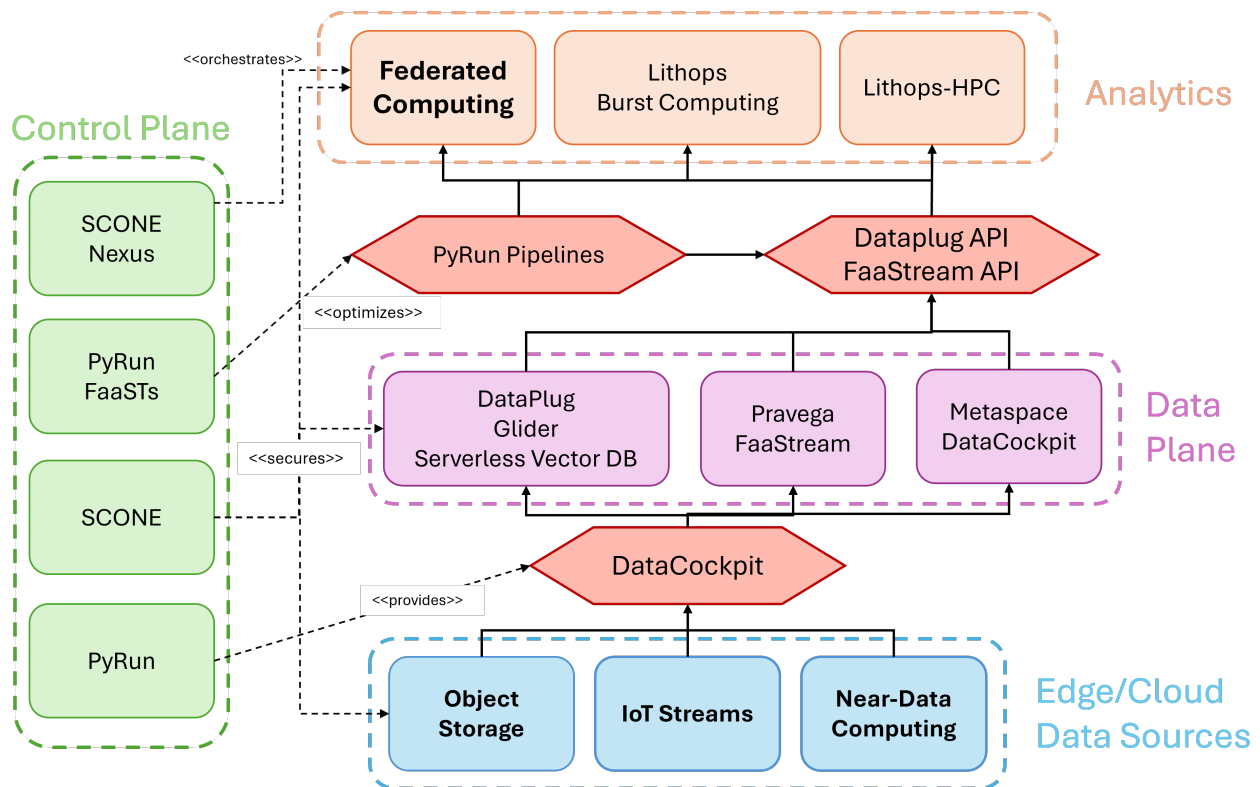 <<orchestrates>>
Federated
Computing
Lithops
Burst Computing
Lithops-HPC
Analytics
Control Plane
SCONE
Nexus
PyRun Pipelines
Dataplug API
FaaStream API
<<optimizes>>
PyRun
FaaSTs
DataPlug
Glider
Serverless Vector DB
Pravega
FaaStream
Metaspace
DataCockpit
Data
Plane
<<secures>>
SCONE
DataCockpit
<<provides>>
PyRun
Object
Storage
IoT Streams
Near-Data
Computing
Edge/Cloud
Data Sources